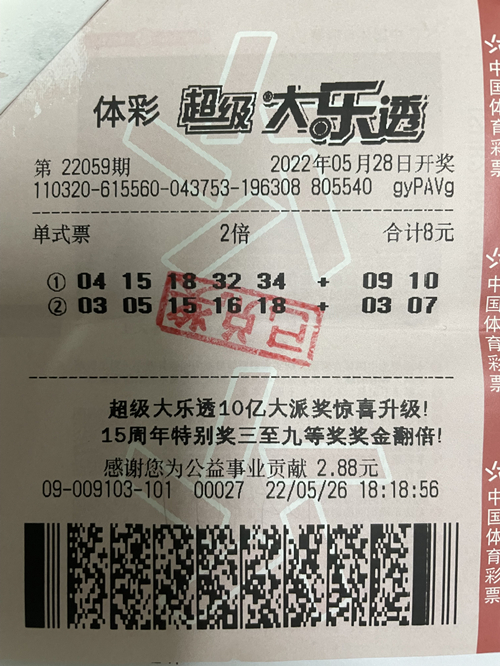 体彩 超级大乐透
第 22059期 2022年05月28日开奖
110320-615560-043753-196308 805540 gyPAVg
单式票 2倍 合计8元
① 04 15 18 32 34 + 09 10
② 03 05 15 16 18 + 03 07
已兑奖
超级大乐透10亿大派奖惊喜升级!
15周年特别奖三至九等奖奖金翻倍!
感谢您为公益事业贡献 2.88元
09-009103-101 00027 22/05/26 18:18:56
中国体育彩票
中国体育彩票
中国体育彩票